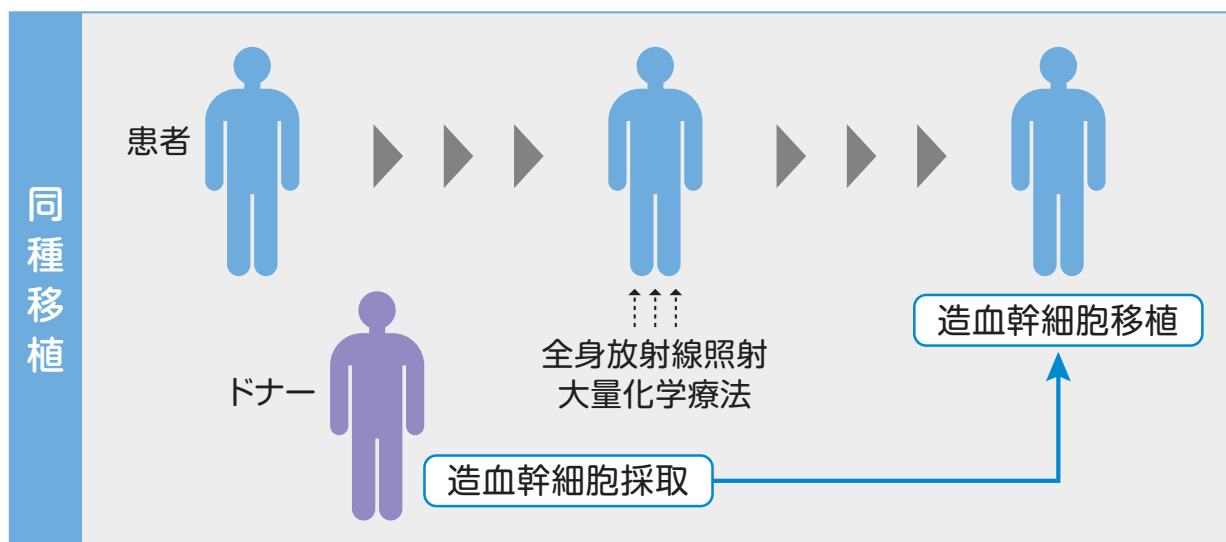 同種移植
患者
ドナー
全身放射線照射
大量化学療法
造血幹細胞採取
造血幹細胞移植